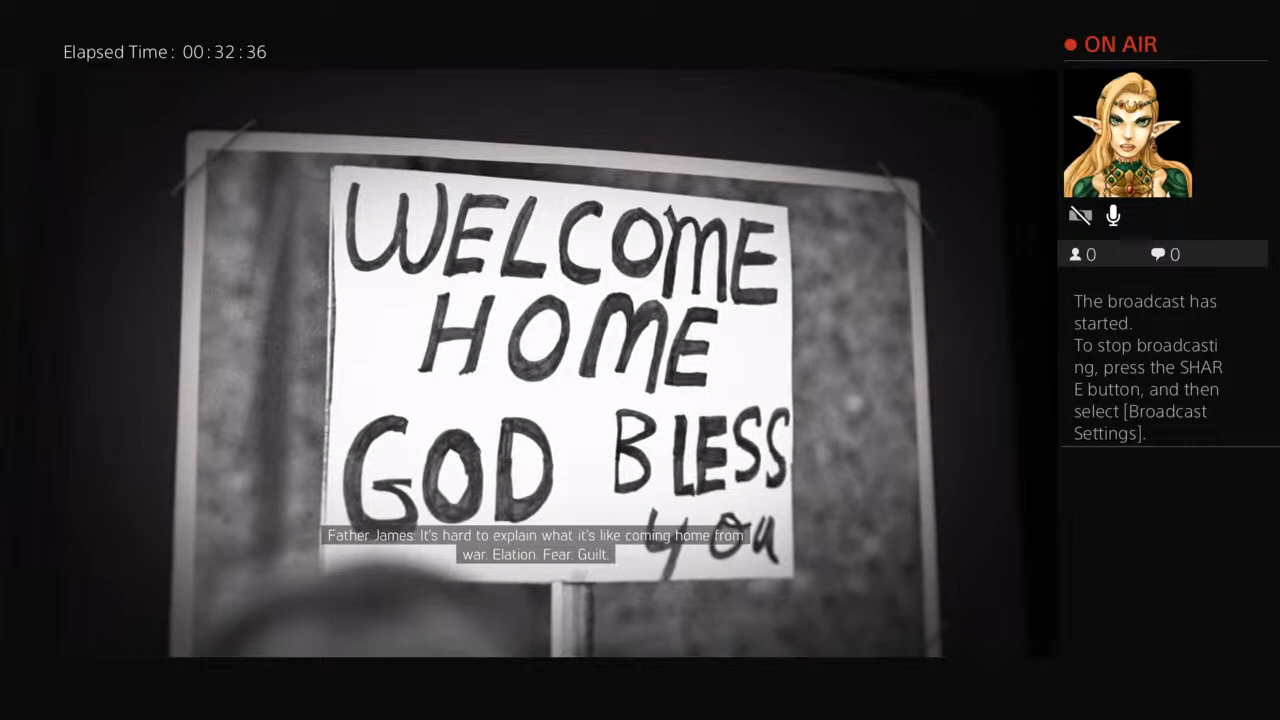 Elapsed Time: 00:32:36
ON AIR
WELCOME
HOME
GOD BLESS
you
Father James: It's hard to explain what it's like coming home from
war. Elation. Fear. Guilt.
0
0
The broadcast has
started.
To stop broadcasti
ng, press the SHAR
E button, and then
select [Broadcast
Settings].